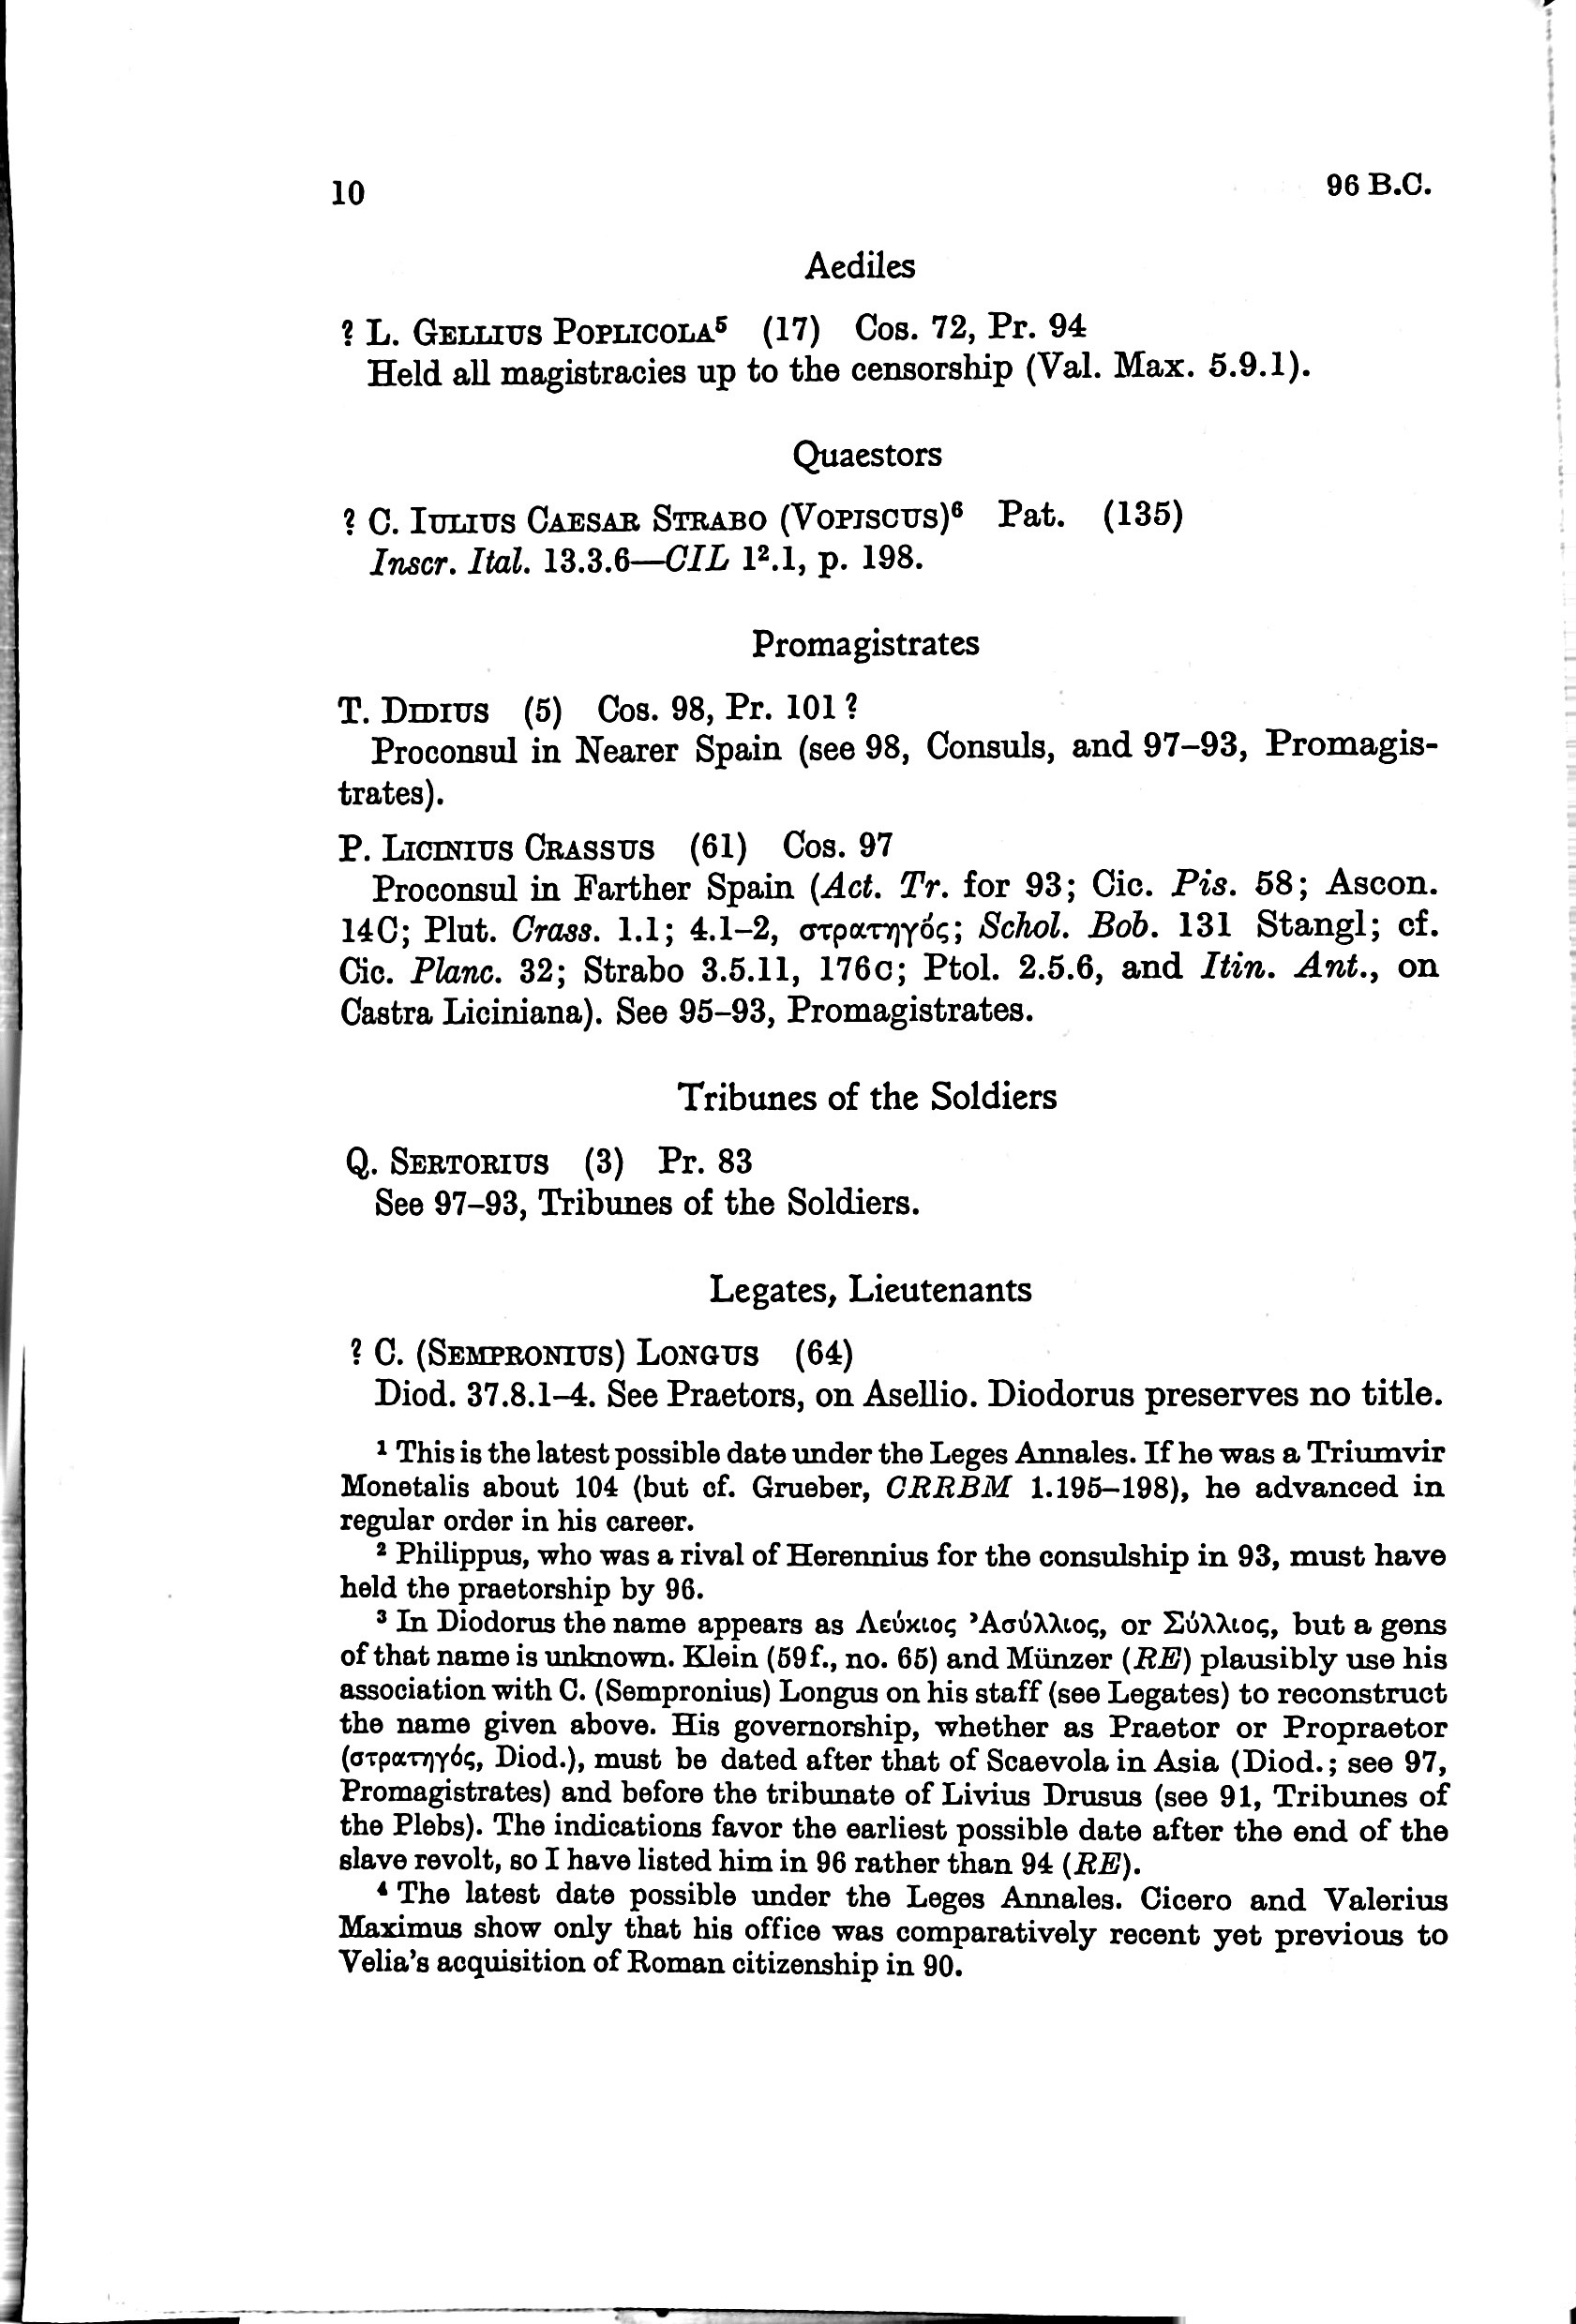 10 96 B.C.
Aediles
? L. GELLIUS POPLICOLA⁵ (17) Cos. 72, Pr. 94
Held all magistracies up to the censorship (Val. Max. 5.9.1).
Quaestors
? C. IULIUS CAESAR STRABO (VOPISCUS)⁶ Pat. (135)
Inscr. Ital. 13.3.6—CIL 1².1, p. 198.
Promagistrates
T. DIDIUS (5) Cos. 98, Pr. 101 ?
Proconsul in Nearer Spain (see 98, Consuls, and 97–93, Promagis-
trates).
P. LICINIUS CRASSUS (61) Cos. 97
Proconsul in Farther Spain (Act. Tr. for 93; Cic. Pis. 58; Ascon.
14C; Plut. Crass. 1.1; 4.1–2, στρατηγός; Schol. Bob. 131 Stangl; cf.
Cic. Planc. 32; Strabo 3.5.11, 176c; Ptol. 2.5.6, and Itin. Ant., on
Castra Liciniana). See 95–93, Promagistrates.
Tribunes of the Soldiers
Q. SERTORIUS (3) Pr. 83
See 97–93, Tribunes of the Soldiers.
Legates, Lieutenants
? C. (SEMPRONIUS) LONGUS (64)
Diod. 37.8.1–4. See Praetors, on Asellio. Diodorus preserves no title.
¹ This is the latest possible date under the Leges Annales. If he was a Triumvir
Monetalis about 104 (but cf. Grueber, CRRBM 1.195–198), he advanced in
regular order in his career.
² Philippus, who was a rival of Herennius for the consulship in 93, must have
held the praetorship by 96.
³ In Diodorus the name appears as Λεύκιος Ἀσύλλιος, or Σύλλιος, but a gens
of that name is unknown. Klein (59f., no. 65) and Münzer (RE) plausibly use his
association with C. (Sempronius) Longus on his staff (see Legates) to reconstruct
the name given above. His governorship, whether as Praetor or Propraetor
(στρατηγός, Diod.), must be dated after that of Scaevola in Asia (Diod.; see 97,
Promagistrates) and before the tribunate of Livius Drusus (see 91, Tribunes of
the Plebs). The indications favor the earliest possible date after the end of the
slave revolt, so I have listed him in 96 rather than 94 (RE).
⁴ The latest date possible under the Leges Annales. Cicero and Valerius
Maximus show only that his office was comparatively recent yet previous to
Velia's acquisition of Roman citizenship in 90.